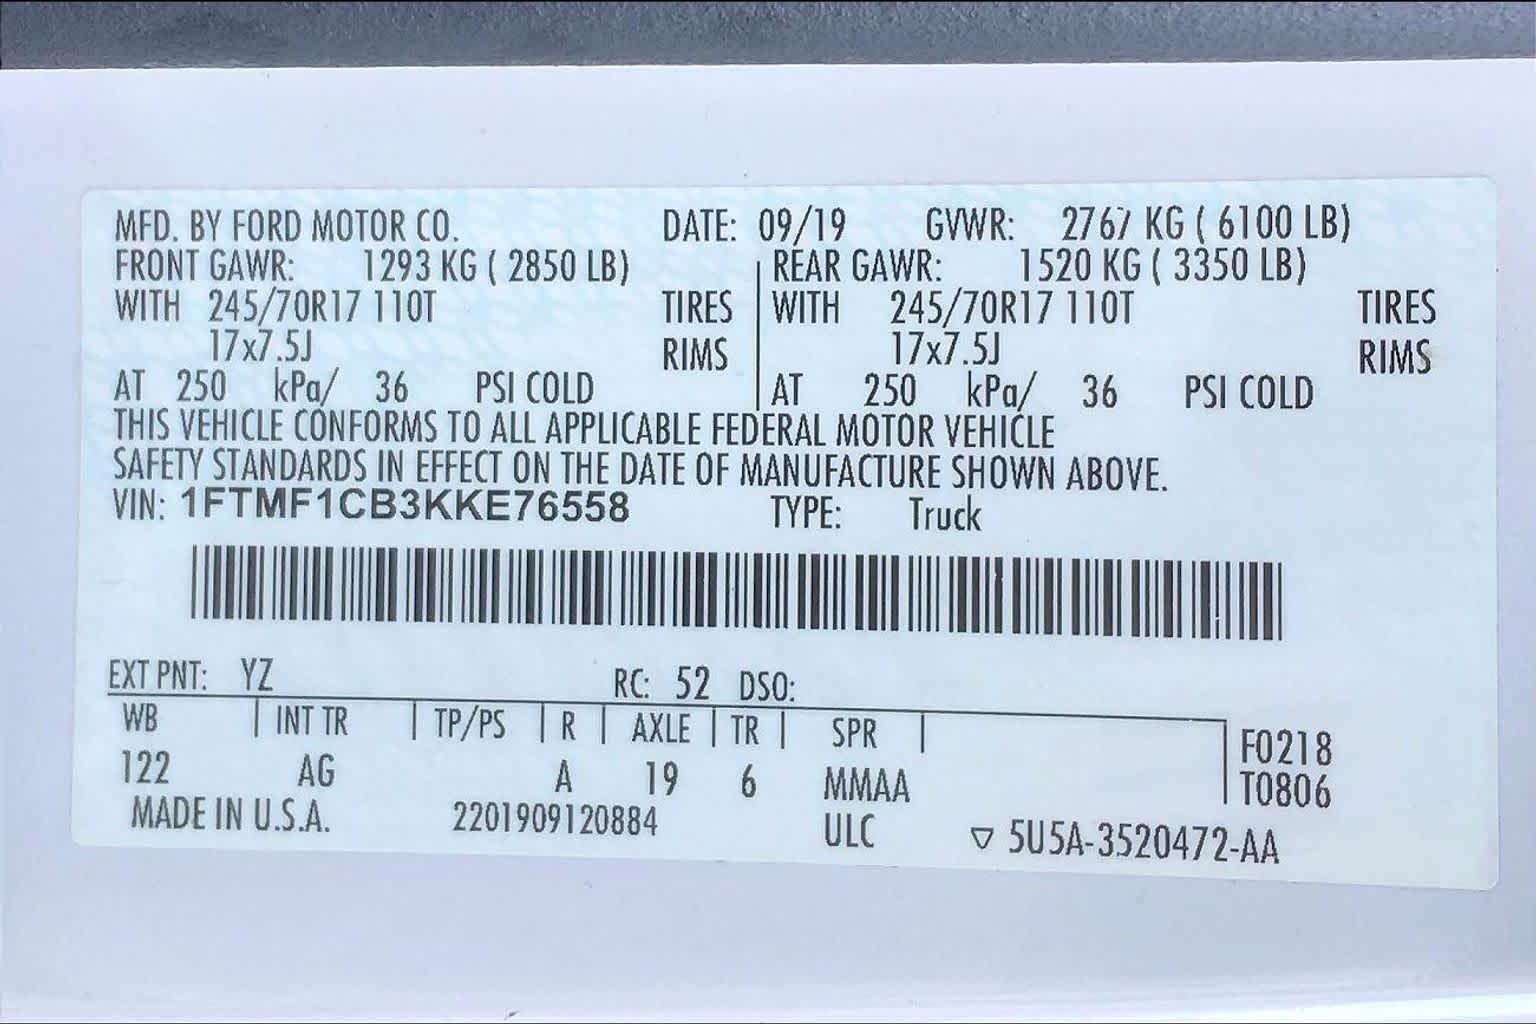 MFD. BY FORD MOTOR CO. DATE: 09/19 GVWR: 2767 KG ( 6100 LB)
FRONT GAWR: 1293 KG ( 2850 LB) REAR GAWR: 1520 KG ( 3350 LB)
WITH 245/70R17 110T TIRES WITH 245/70R17 110T TIRES
17x7.5J RIMS 17x7.5J RIMS
AT 250 kPa/ 36 PSI COLD AT 250 kPa/ 36 PSI COLD
THIS VEHICLE CONFORMS TO ALL APPLICABLE FEDERAL MOTOR VEHICLE
SAFETY STANDARDS IN EFFECT ON THE DATE OF MANUFACTURE SHOWN ABOVE.
VIN: 1FTMF1CB3KKE76558 TYPE: Truck
EXT PNT: YZ RC: 52 DSO:
WB INT TR TP/PS R AXLE TR SPR F0218
122 AG A 19 6 MMAA T0806
MADE IN U.S.A. 2201909120884 ULC ▽ 5U5A-3520472-AA